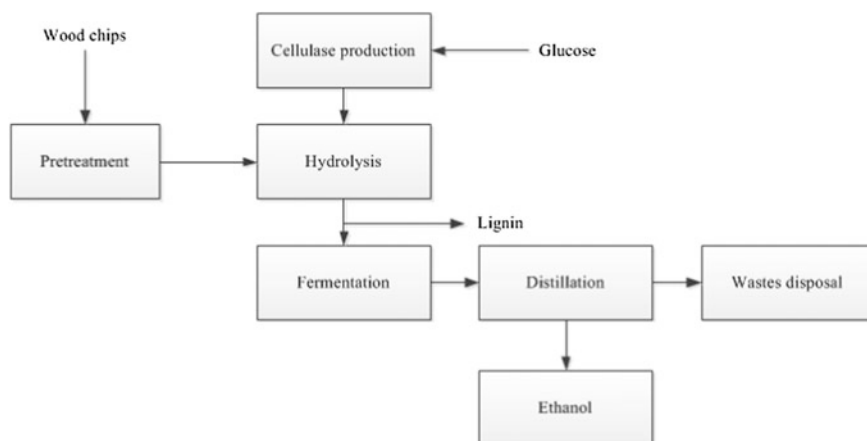 Wood chips
Cellulase production
Glucose
Pretreatment
Hydrolysis
Lignin
Fermentation
Distillation
Wastes disposal
Ethanol